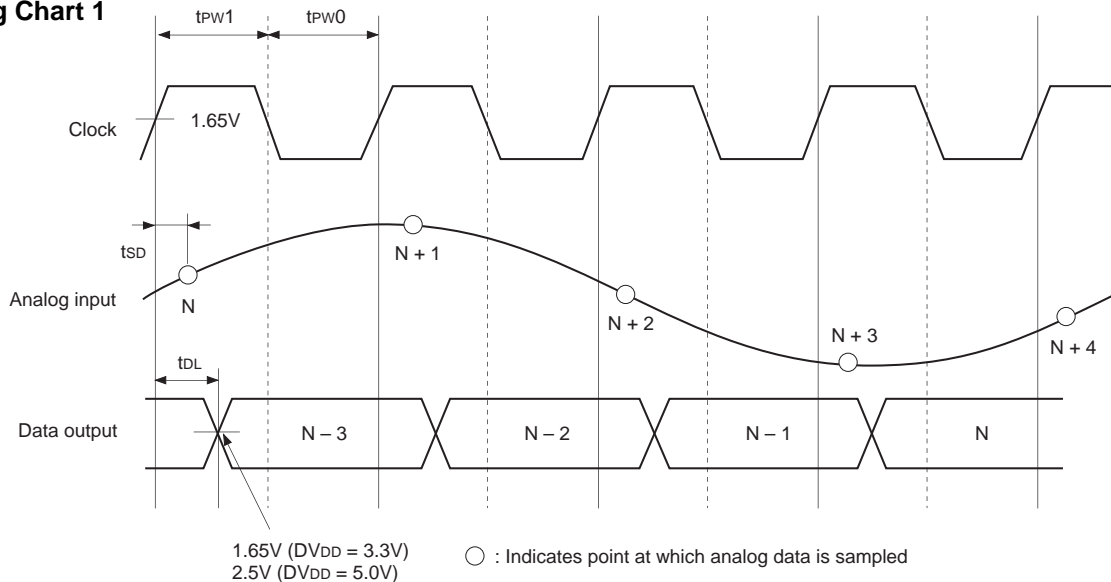 g Chart 1
tPW1 tPW0
Clock
1.65V
tSD
N
N + 1
N + 2
N + 3
N + 4
Analog input
tDL
Data output
N – 3
N – 2
N – 1
N
1.65V (DVDD = 3.3V)
2.5V (DVDD = 5.0V)
: Indicates point at which analog data is sampled